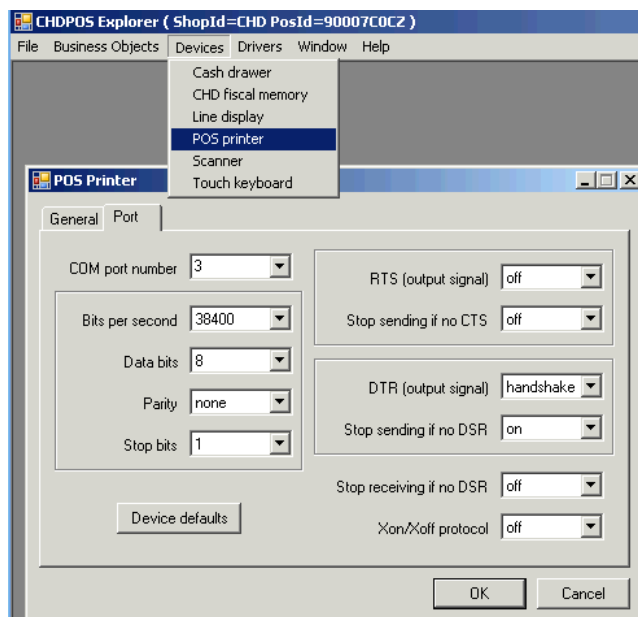 CHDPOS Explorer ( ShopId=CHD PosId=90007C0CZ )
File Business Objects Devices Drivers Window Help
Cash drawer
CHD fiscal memory
Line display
POS printer
Scanner
Touch keyboard
POS Printer
General Port
COM port number 3
Bits per second 38400
Data bits 8
Parity none
Stop bits 1
Device defaults
RTS (output signal) off
Stop sending if no CTS off
DTR (output signal) handshake
Stop sending if no DSR on
Stop receiving if no DSR off
Xon/Xoff protocol off
OK Cancel